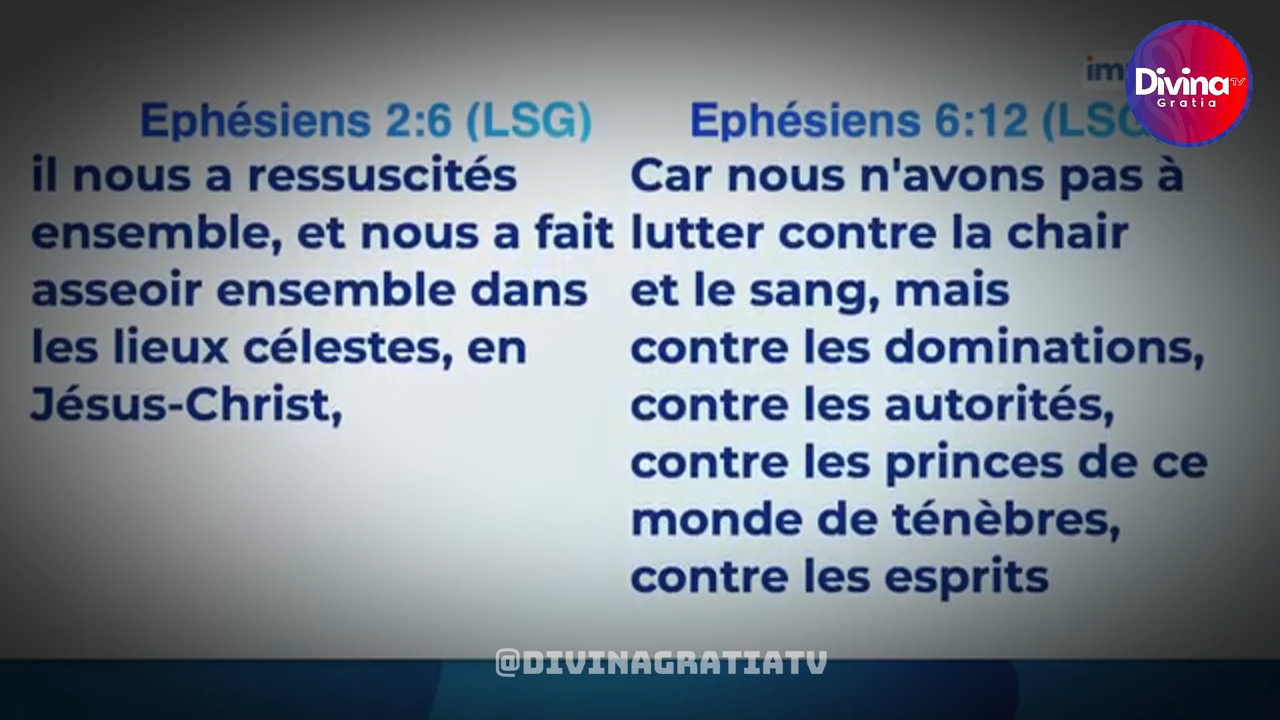 Divina TV
Gratia
Ephésiens 2:6 (LSG)
il nous a ressuscités
ensemble, et nous a fait
asseoir ensemble dans
les lieux célestes, en
Jésus-Christ,
Ephésiens 6:12 (LSG
Car nous n'avons pas à
lutter contre la chair
et le sang, mais
contre les dominations,
contre les autorités,
contre les princes de ce
monde de ténèbres,
contre les esprits
@DIVINAGRATIATV